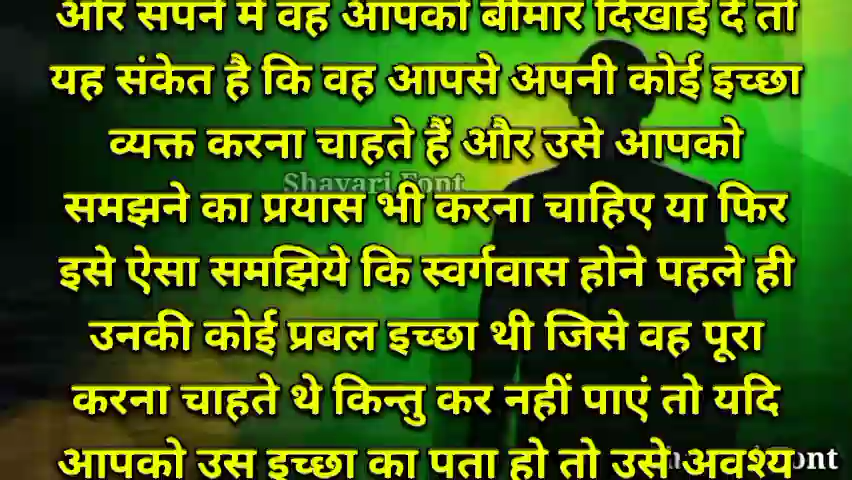 और सपने में वह आपको बीमार दिखाई दे तो
यह संकेत है कि वह आपसे अपनी कोई इच्छा
व्यक्त करना चाहते हैं और उसे आपको
Shayari Font
समझने का प्रयास भी करना चाहिए या फिर
इसे ऐसा समझिये कि स्वर्गवास होने पहले ही
उनकी कोई प्रबल इच्छा थी जिसे वह पूरा
करना चाहते थे किन्तु कर नहीं पाएं तो यदि
आपको उस इच्छा का पता हो तो उसे अवश्य